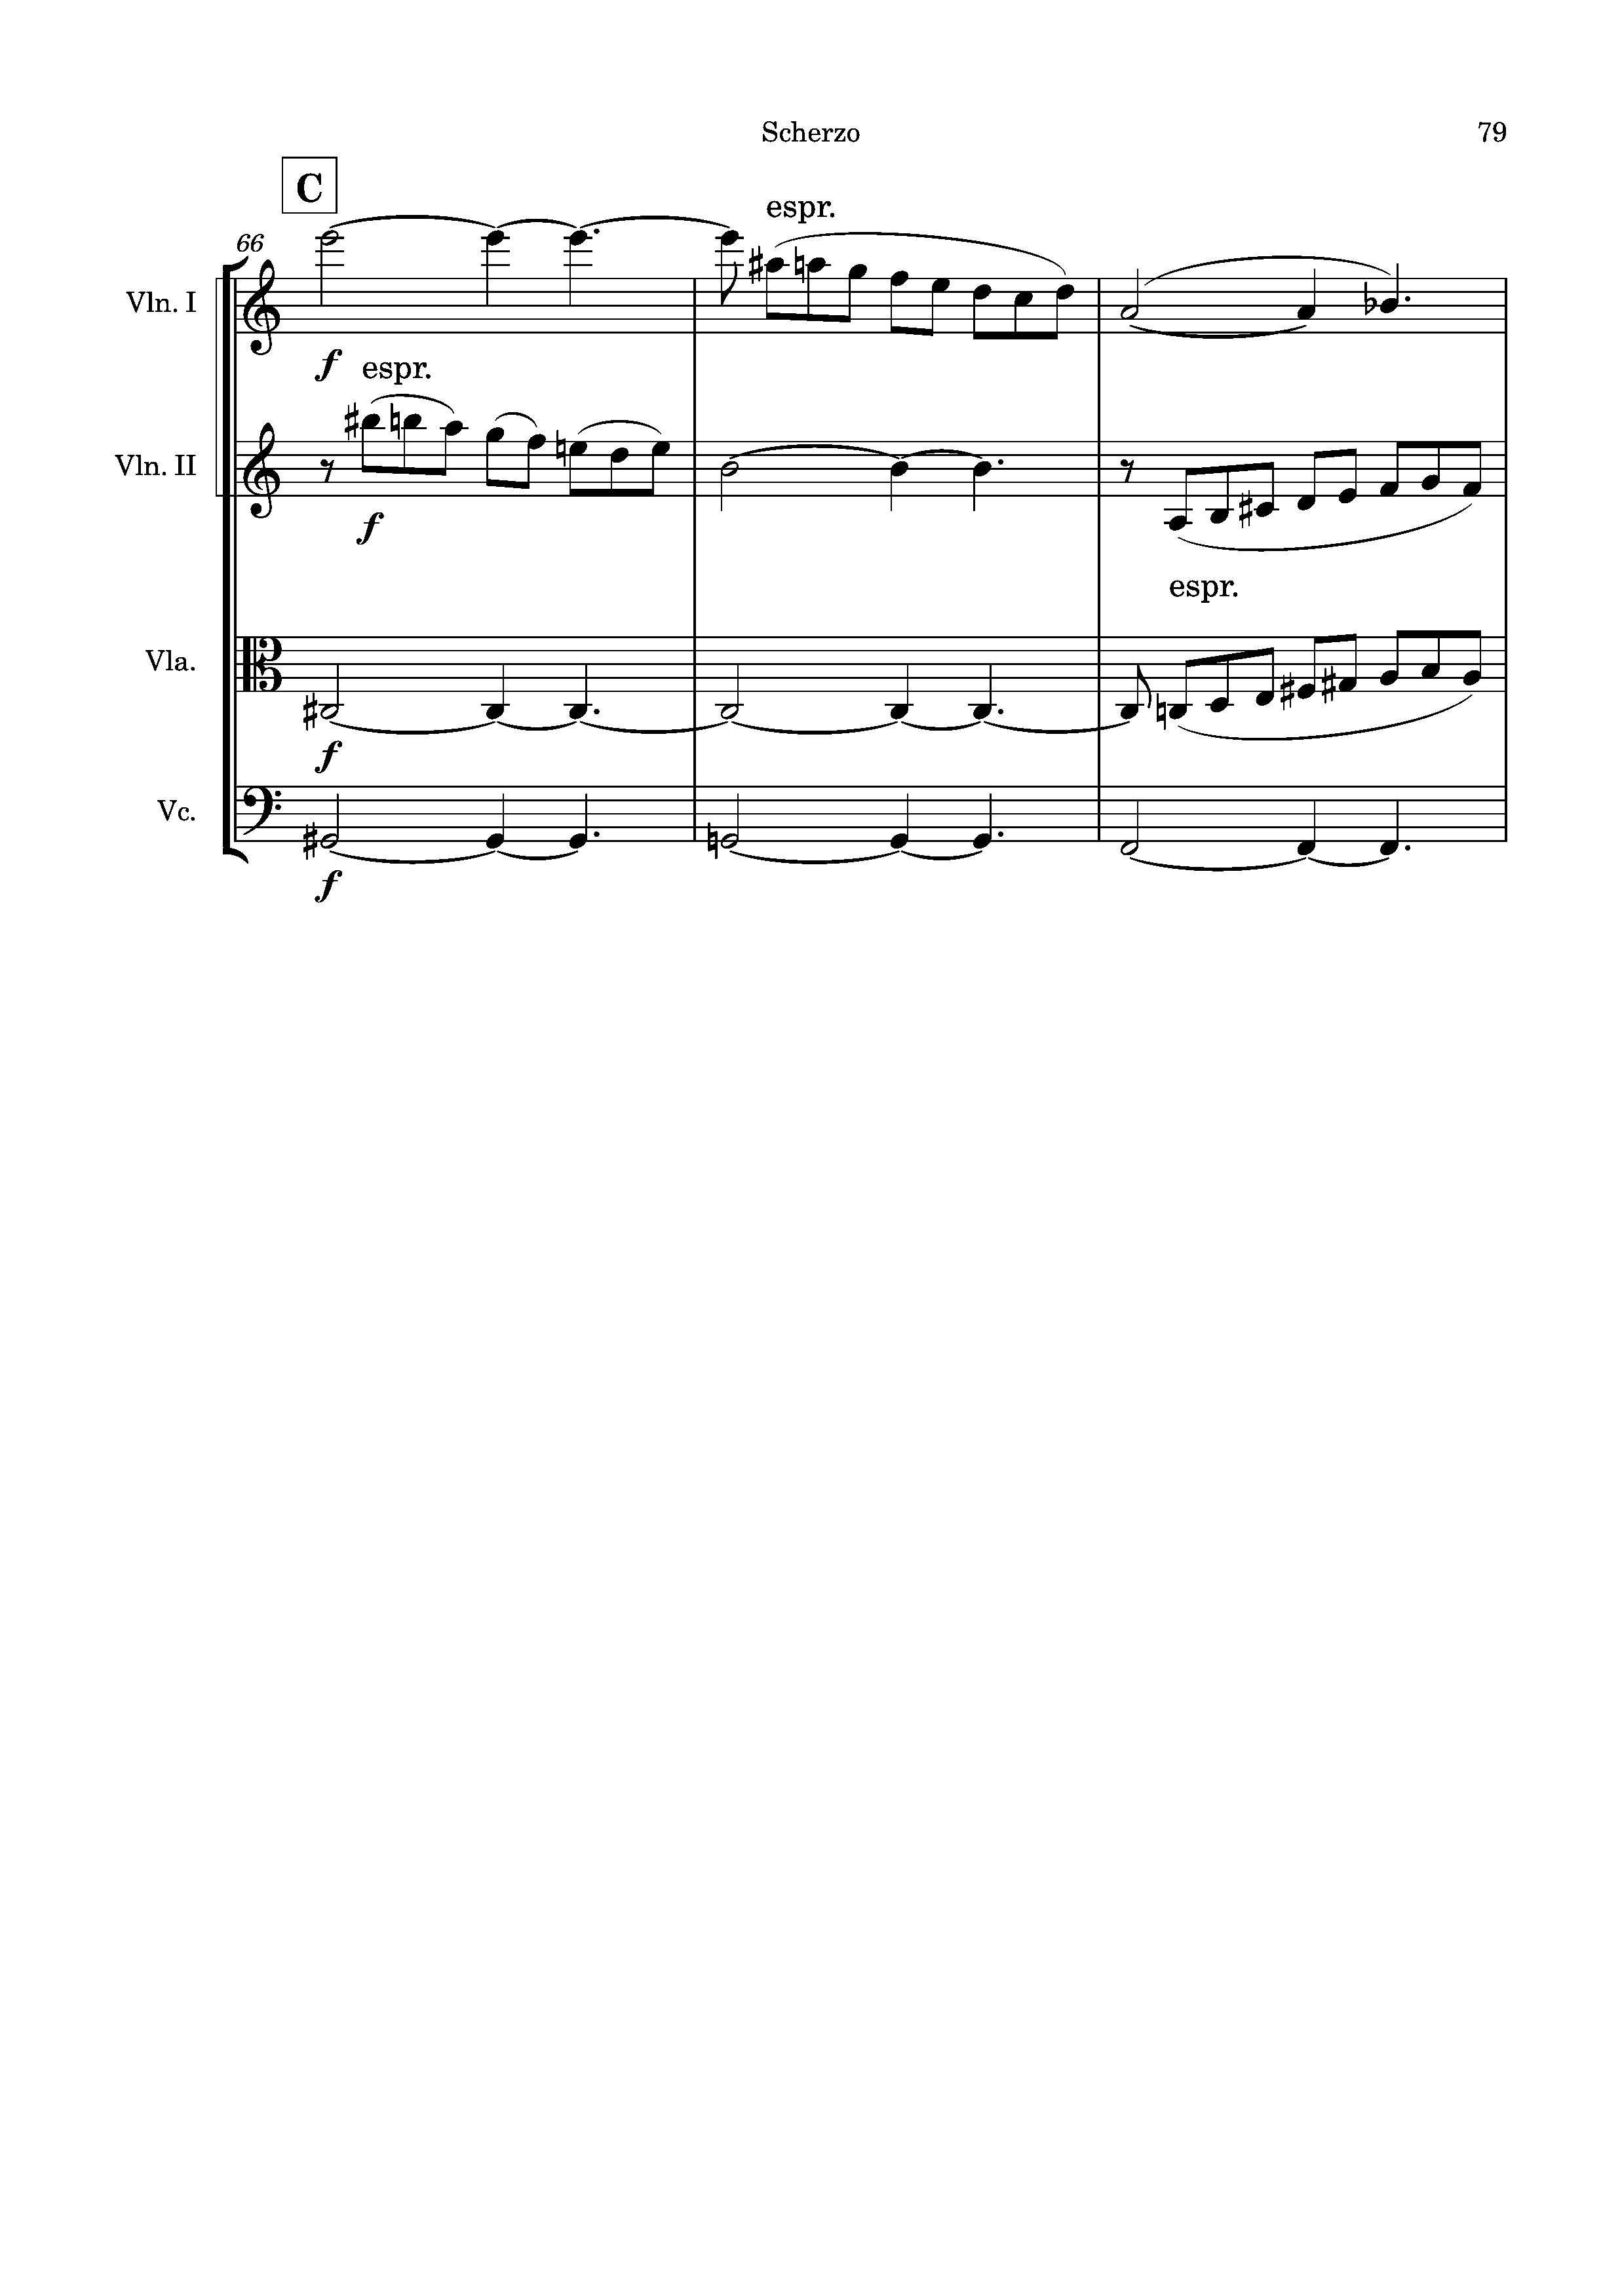 Scherzo
79
C
espr.
66
Vln. I
f
espr.
Vln. II
f
espr.
Vla.
f
Vc.
f